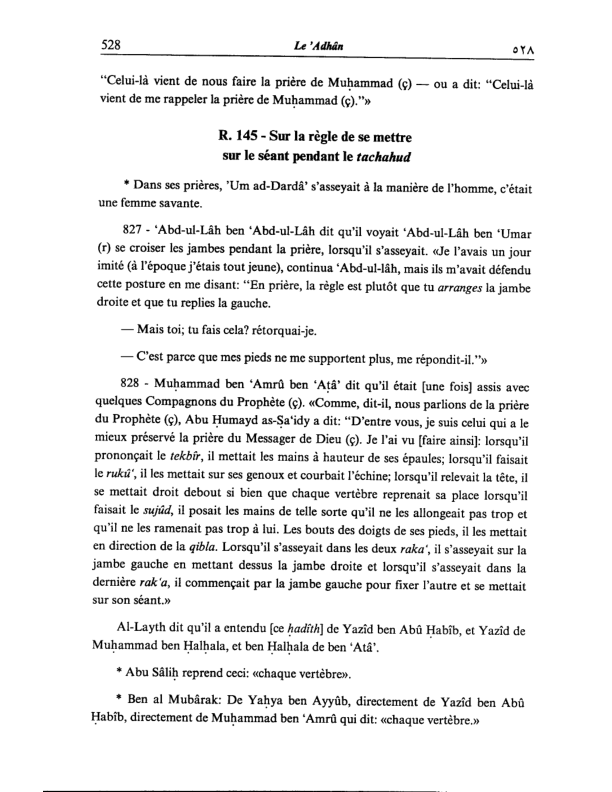 528
Le 'Adhân
٥٢٨
“Celui-là vient de nous faire la prière de Muḥammad (ç) — ou a dit: “Celui-là
vient de me rappeler la prière de Muḥammad (ç).”»
R. 145 - Sur la règle de se mettre
sur le séant pendant le tachahud
* Dans ses prières, 'Um ad-Dardâ' s'asseyait à la manière de l'homme, c'était
une femme savante.
827 - ‘Abd-ul-Lâh ben ‘Abd-ul-Lâh dit qu'il voyait ‘Abd-ul-Lâh ben ‘Umar
(r) se croiser les jambes pendant la prière, lorsqu'il s'asseyait. «Je l'avais un jour
imité (à l'époque j'étais tout jeune), continua ‘Abd-ul-lâh, mais ils m'avait défendu
cette posture en me disant: “En prière, la règle est plutôt que tu arranges la jambe
droite et que tu replies la gauche.
— Mais toi; tu fais cela? rétorquai-je.
— C'est parce que mes pieds ne me supportent plus, me répondit-il.”»
828 - Muḥammad ben ‘Amrû ben ‘Aṭâ’ dit qu'il était [une fois] assis avec
quelques Compagnons du Prophète (ç). «Comme, dit-il, nous parlions de la prière
du Prophète (ç), Abu Ḥumayd as-Ṣa‘idy a dit: “D'entre vous, je suis celui qui a le
mieux préservé la prière du Messager de Dieu (ç). Je l'ai vu [faire ainsi]: lorsqu'il
prononçait le tekbîr, il mettait les mains à hauteur de ses épaules; lorsqu'il faisait
le rukû‘, il les mettait sur ses genoux et courbait l'échine; lorsqu'il relevait la tête, il
se mettait droit debout si bien que chaque vertèbre reprenait sa place lorsqu'il
faisait le sujûd, il posait les mains de telle sorte qu'il ne les allongeait pas trop et
qu'il ne les ramenait pas trop à lui. Les bouts des doigts de ses pieds, il les mettait
en direction de la qibla. Lorsqu'il s'asseyait dans les deux raka‘, il s'asseyait sur la
jambe gauche en mettant dessus la jambe droite et lorsqu'il s'asseyait dans la
dernière rak‘a, il commençait par la jambe gauche pour fixer l'autre et se mettait
sur son séant.»
Al-Layth dit qu'il a entendu [ce ḥadîth] de Yazîd ben Abû Ḥabîb, et Yazîd de
Muḥammad ben Ḥalḥala, et ben Ḥalḥala de ben ‘Atâ’.
* Abu Sâliḥ reprend ceci: «chaque vertèbre».
* Ben al Mubârak: De Yaḥya ben Ayyûb, directement de Yazîd ben Abû
Ḥabîb, directement de Muḥammad ben ‘Amrû qui dit: «chaque vertèbre.»